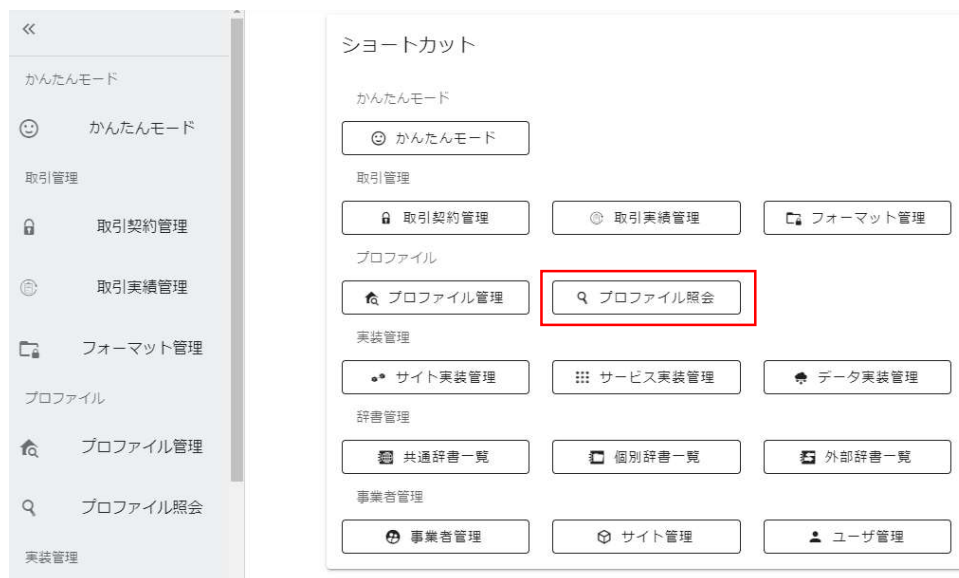 かんたんモード
かんたんモード
取引管理
取引契約管理
取引実績管理
フォーマット管理
プロファイル
プロファイル管理
プロファイル照会
実装管理
ショートカット
かんたんモード
かんたんモード
取引管理
取引契約管理 取引実績管理 フォーマット管理
プロファイル
プロファイル管理 プロファイル照会
実装管理
サイト実装管理 サービス実装管理 データ実装管理
辞書管理
共通辞書一覧 個別辞書一覧 外部辞書一覧
事業者管理
事業者管理 サイト管理 ユーザ管理